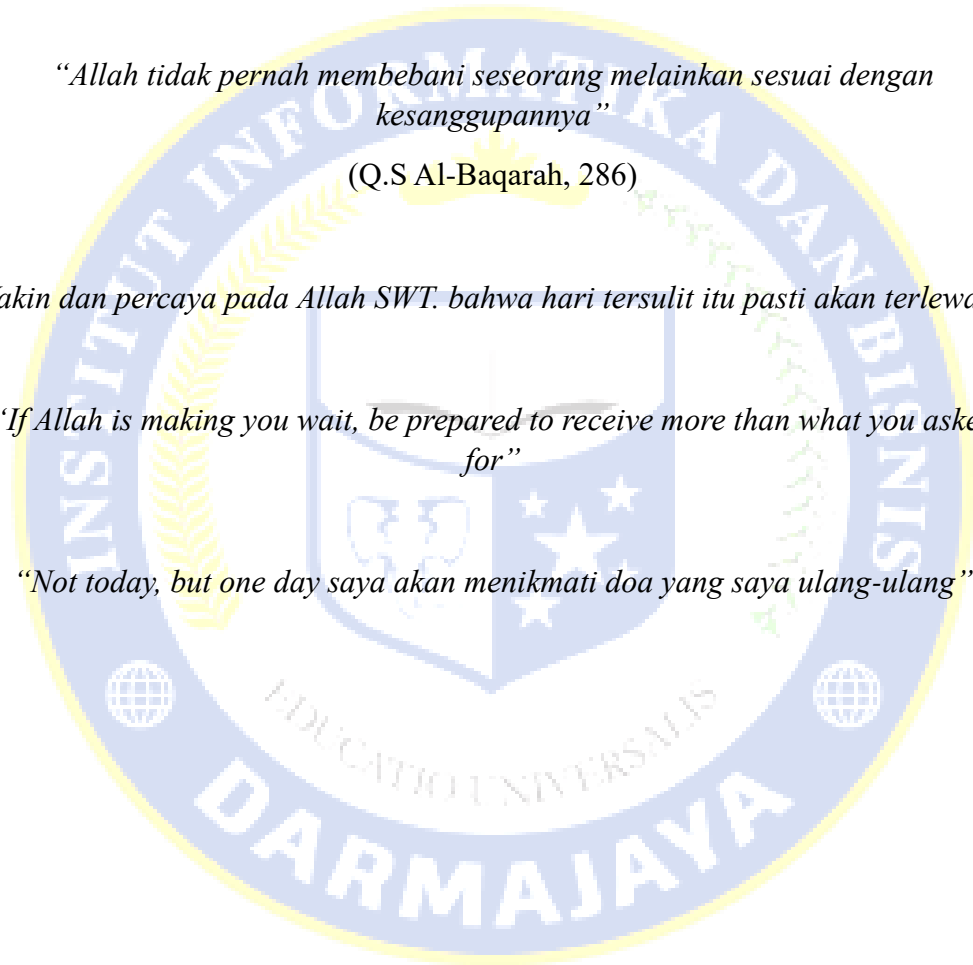 “Allah tidak pernah membebani seseorang melainkan sesuai dengan
kesanggupannya”
(Q.S Al-Baqarah, 286)
akin dan percaya pada Allah SWT. bahwa hari tersulit itu pasti akan terlewa
“If Allah is making you wait, be prepared to receive more than what you aske
for”
“Not today, but one day saya akan menikmati doa yang saya ulang-ulang”
INSTITUT INFORMATIKA DAN BISNIS
EDUCATIO UNIVERSALIS
DARMAJAYA